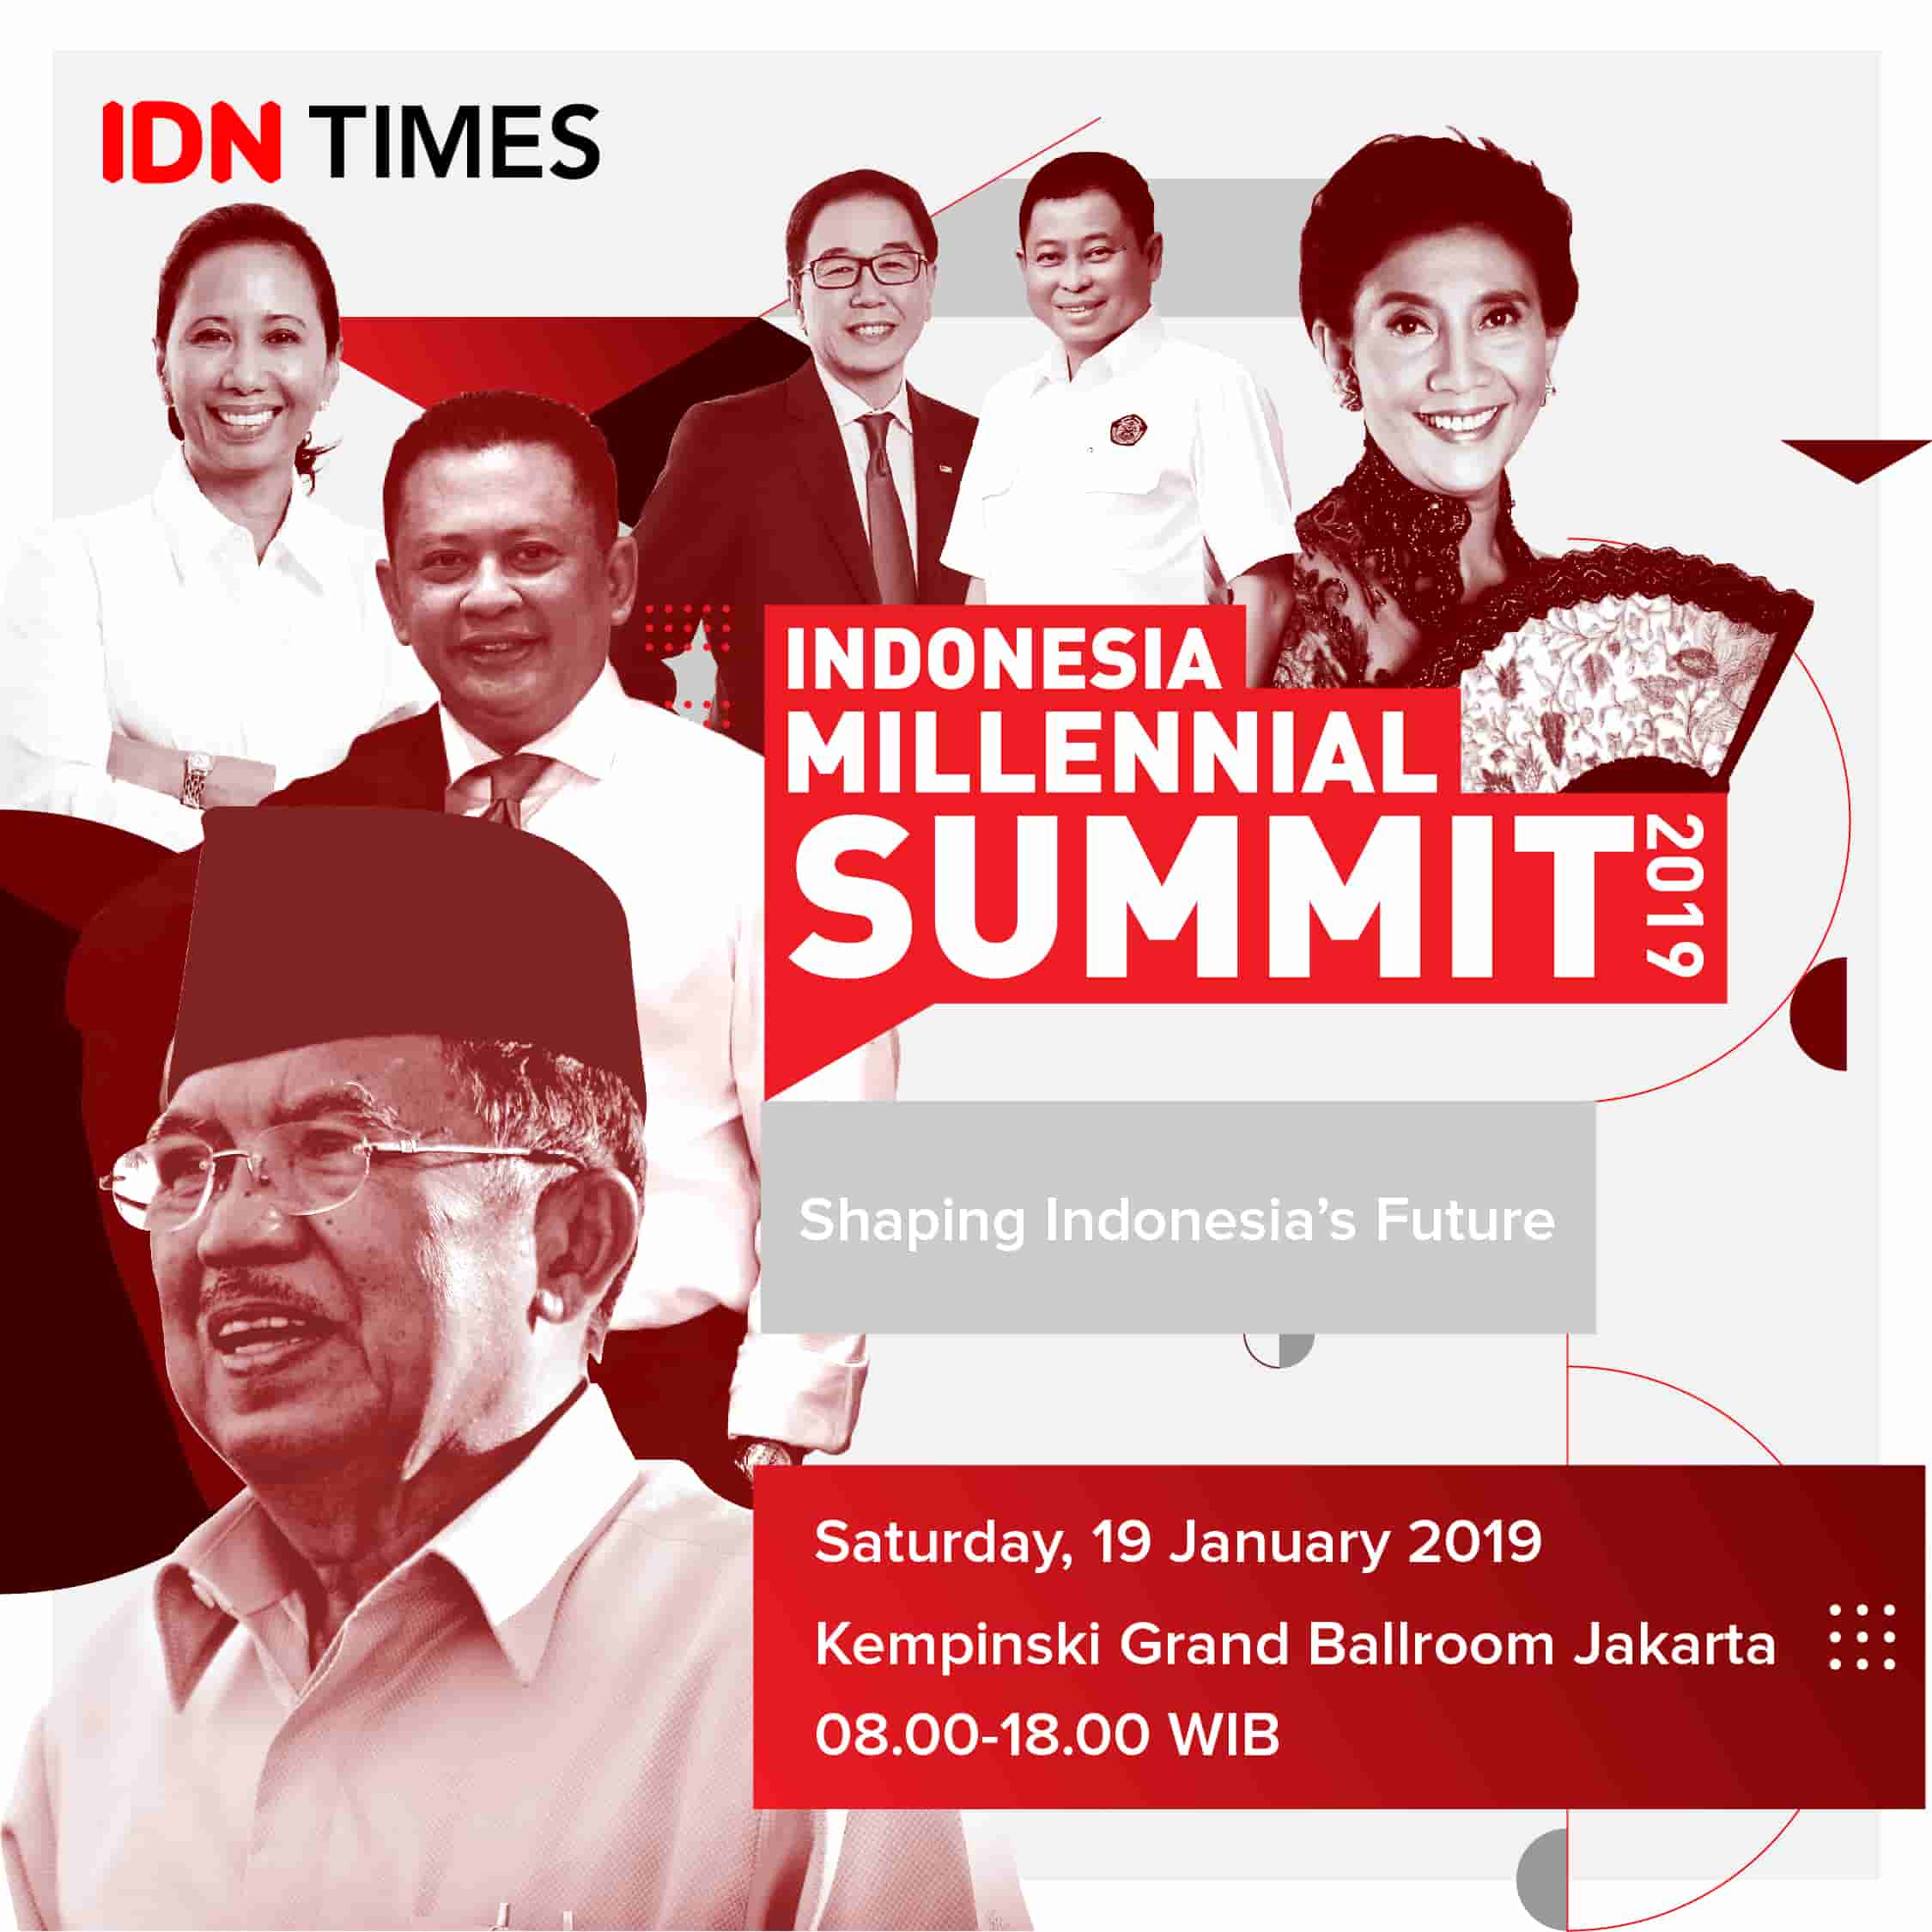 IDN TIMES
INDONESIA
MILLENNIAL
SUMMIT
2019
Shaping Indonesia’s Future
Saturday, 19 January 2019
Kempinski Grand Ballroom Jakarta
08.00-18.00 WIB